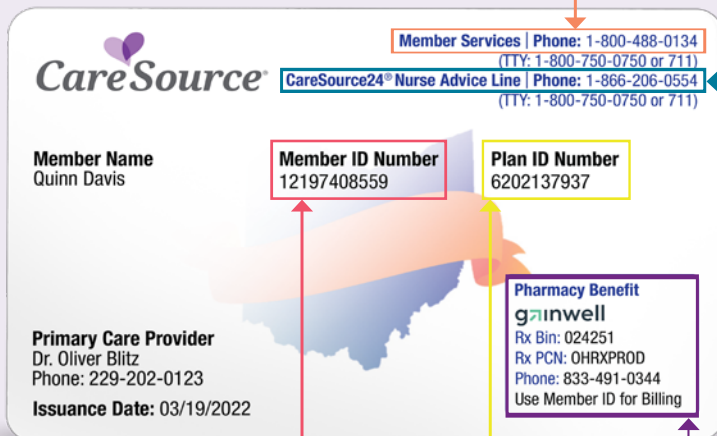 Member Services | Phone: 1-800-488-0134
(TTY: 1-800-750-0750 or 711)
CareSource24® Nurse Advice Line | Phone: 1-866-206-0554
(TTY: 1-800-750-0750 or 711)
CareSource®
Member Name
Quinn Davis
Member ID Number
12197408559
Plan ID Number
6202137937
Primary Care Provider
Dr. Oliver Blitz
Phone: 229-202-0123
Issuance Date: 03/19/2022
Pharmacy Benefit
gainwell
Rx Bin: 024251
Rx PCN: OHRXPROD
Phone: 833-491-0344
Use Member ID for Billing